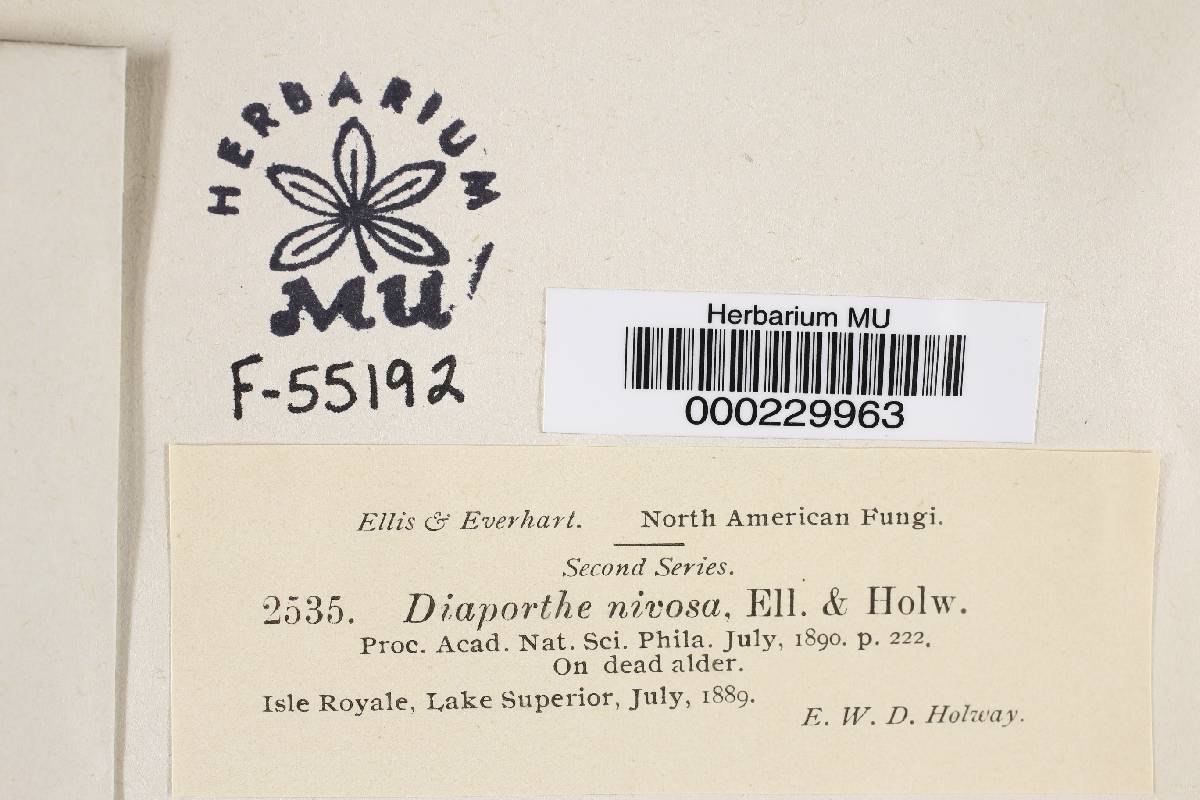 HERBARIUM
MU
F-55192
Herbarium MU
000229963
Ellis & Everhart. North American Fungi.
Second Series.
2535. Diaporthe nivosa, Ell. & Holw.
Proc. Acad. Nat. Sci. Phila. July, 1890. p. 222.
On dead alder.
Isle Royale, Lake Superior, July, 1889.
E. W. D. Holway.